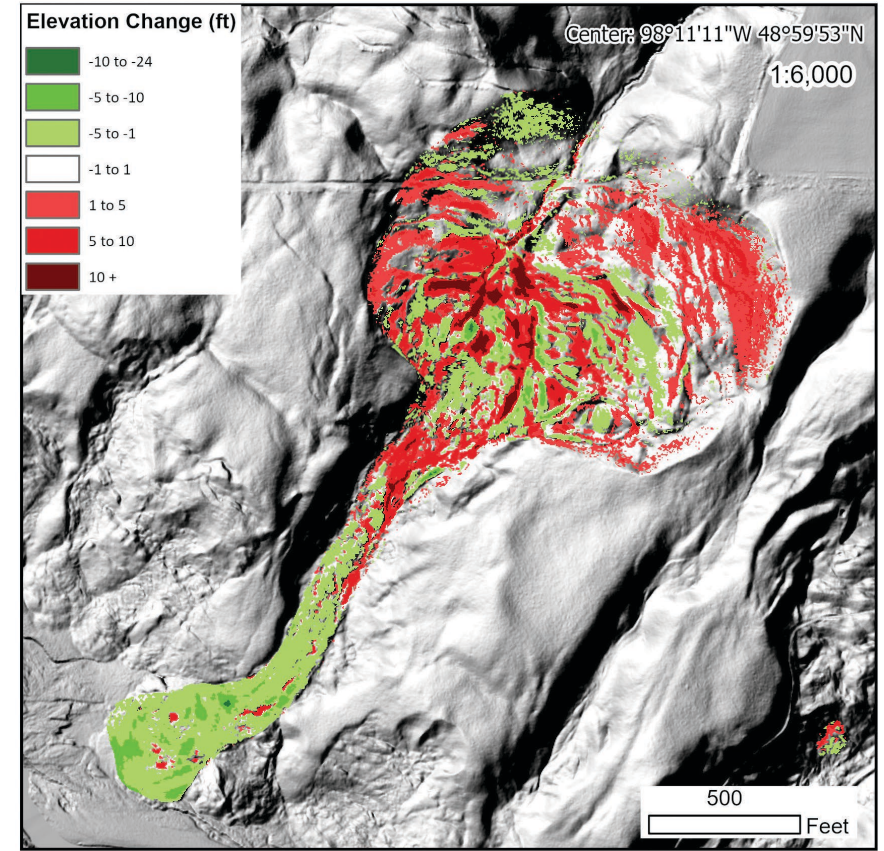 Elevation Change (ft)
-10 to -24
-5 to -10
-5 to -1
-1 to 1
1 to 5
5 to 10
10 +
Center: 98°11'11"W 48°59'53"N
1:6,000
500
Feet